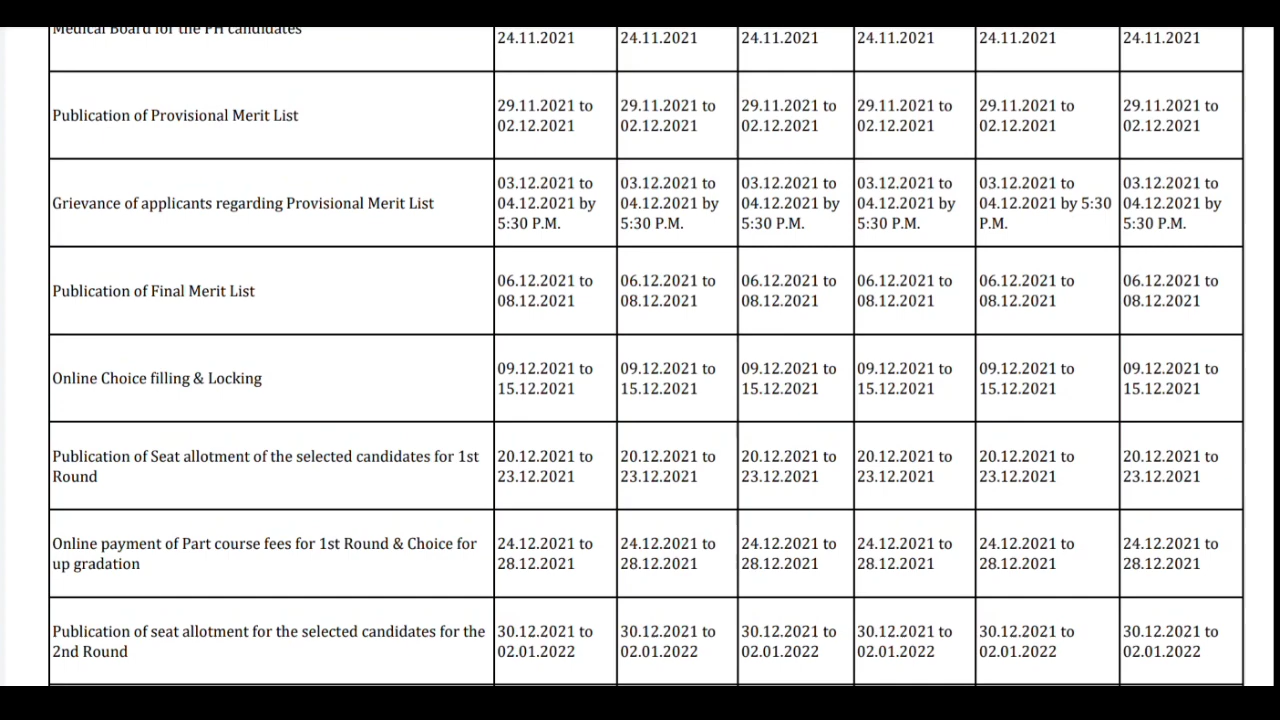 Medical Board for the PH candidates
24.11.2021 24.11.2021 24.11.2021 24.11.2021 24.11.2021 24.11.2021
Publication of Provisional Merit List
29.11.2021 to 29.11.2021 to 29.11.2021 to 29.11.2021 to 29.11.2021 to 29.11.2021 to
02.12.2021 02.12.2021 02.12.2021 02.12.2021 02.12.2021 02.12.2021
Grievance of applicants regarding Provisional Merit List
03.12.2021 to 03.12.2021 to 03.12.2021 to 03.12.2021 to 03.12.2021 to 03.12.2021 to
04.12.2021 by 04.12.2021 by 04.12.2021 by 04.12.2021 by 04.12.2021 by 5:30 04.12.2021 by
5:30 P.M. 5:30 P.M. 5:30 P.M. 5:30 P.M. P.M. 5:30 P.M.
Publication of Final Merit List
06.12.2021 to 06.12.2021 to 06.12.2021 to 06.12.2021 to 06.12.2021 to 06.12.2021 to
08.12.2021 08.12.2021 08.12.2021 08.12.2021 08.12.2021 08.12.2021
Online Choice filling & Locking
09.12.2021 to 09.12.2021 to 09.12.2021 to 09.12.2021 to 09.12.2021 to 09.12.2021 to
15.12.2021 15.12.2021 15.12.2021 15.12.2021 15.12.2021 15.12.2021
Publication of Seat allotment of the selected candidates for 1st
Round
20.12.2021 to 20.12.2021 to 20.12.2021 to 20.12.2021 to 20.12.2021 to 20.12.2021 to
23.12.2021 23.12.2021 23.12.2021 23.12.2021 23.12.2021 23.12.2021
Online payment of Part course fees for 1st Round & Choice for
up gradation
24.12.2021 to 24.12.2021 to 24.12.2021 to 24.12.2021 to 24.12.2021 to 24.12.2021 to
28.12.2021 28.12.2021 28.12.2021 28.12.2021 28.12.2021 28.12.2021
Publication of seat allotment for the selected candidates for the
2nd Round
30.12.2021 to 30.12.2021 to 30.12.2021 to 30.12.2021 to 30.12.2021 to 30.12.2021 to
02.01.2022 02.01.2022 02.01.2022 02.01.2022 02.01.2022 02.01.2022